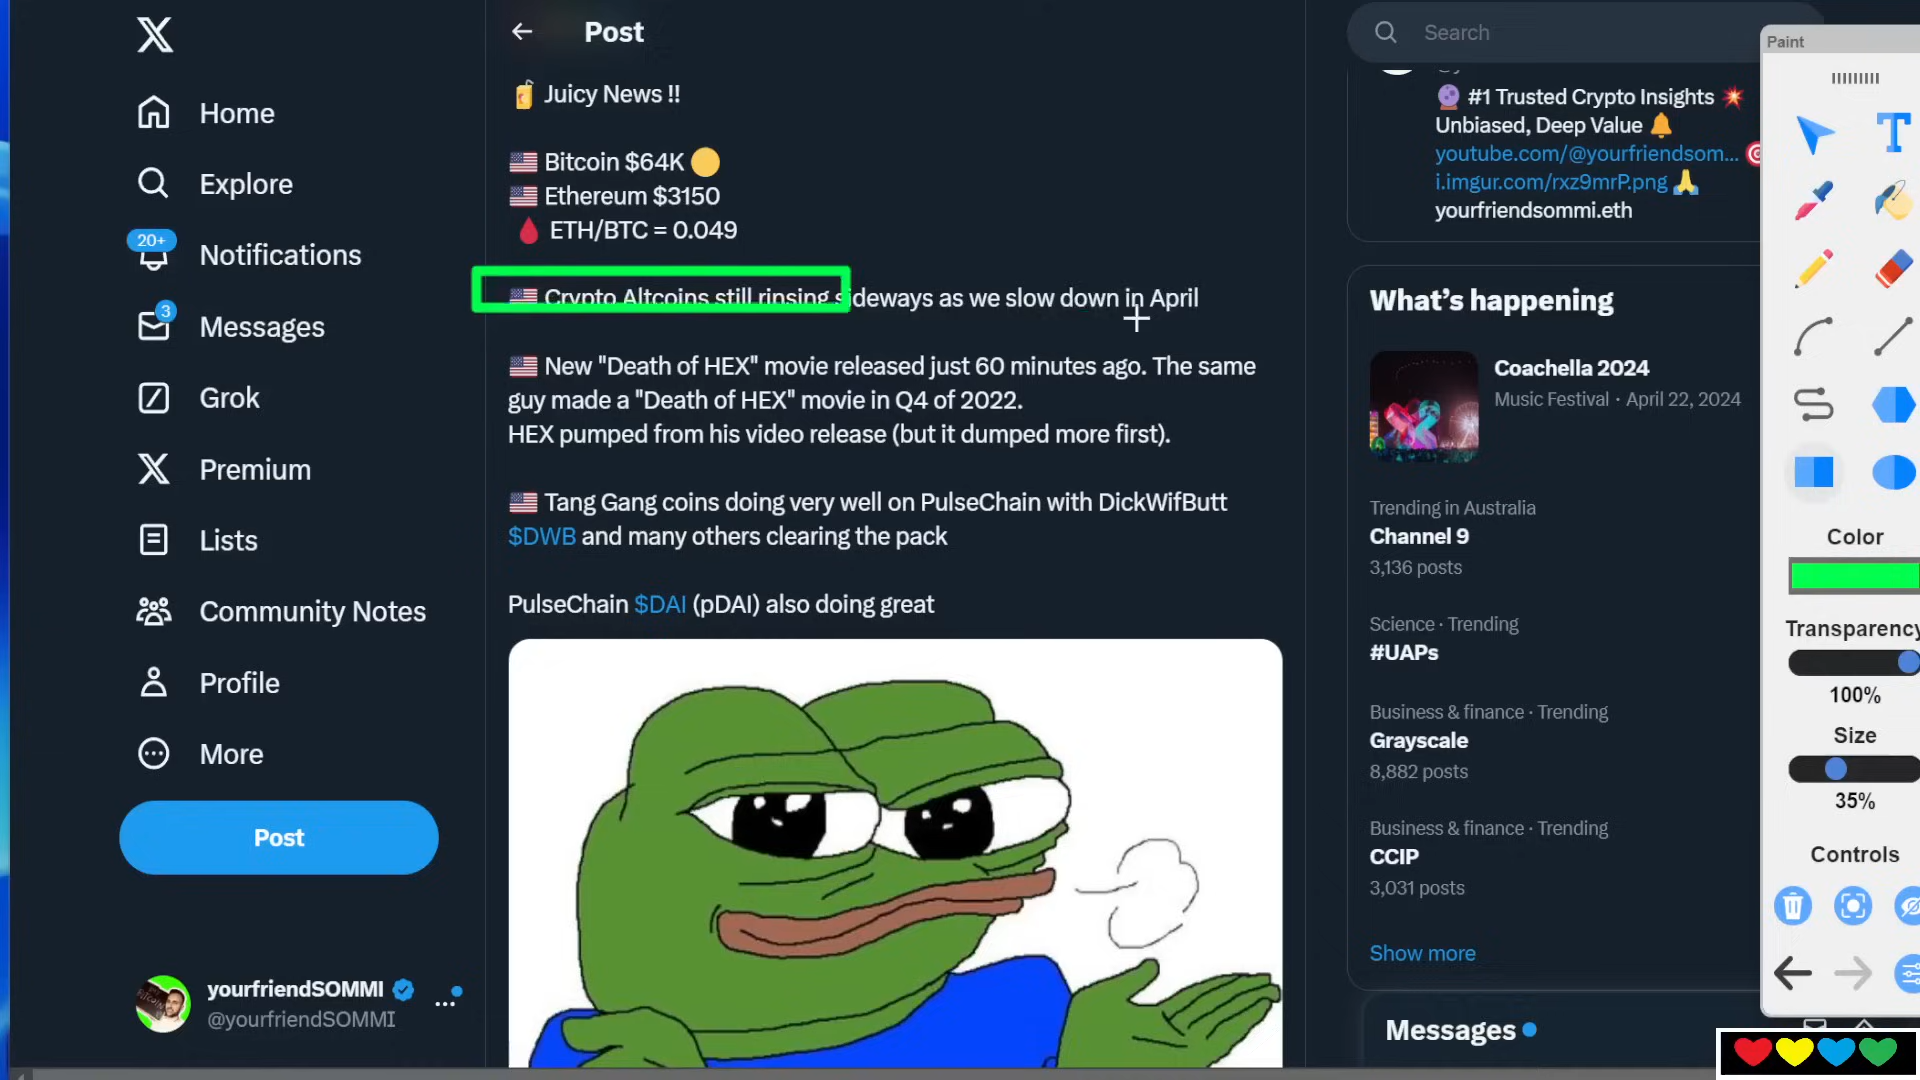 Home
Explore
20+
Notifications
3
Messages
Grok
Premium
Lists
Community Notes
Profile
More
Post
yourfriendSOMMI
@yourfriendSOMMI
Post
Juicy News !!
Bitcoin $64K
Ethereum $3150
ETH/BTC = 0.049
Crypto Altcoins still rinsing sideways as we slow down in April
New "Death of HEX" movie released just 60 minutes ago. The same
guy made a "Death of HEX" movie in Q4 of 2022.
HEX pumped from his video release (but it dumped more first).
Tang Gang coins doing very well on PulseChain with DickWifButt
$DWB and many others clearing the pack
PulseChain $DAI (pDAI) also doing great
Search
#1 Trusted Crypto Insights
Unbiased, Deep Value
youtube.com/@yourfriendsom...
i.imgur.com/rxz9mrP.png
yourfriendsommi.eth
What's happening
Coachella 2024
Music Festival · April 22, 2024
Trending in Australia
Channel 9
3,136 posts
Science · Trending
#UAPs
Business & finance · Trending
Grayscale
8,882 posts
Business & finance · Trending
CCIP
3,031 posts
Show more
Messages
Paint
Color
Transparency
100%
Size
35%
Controls